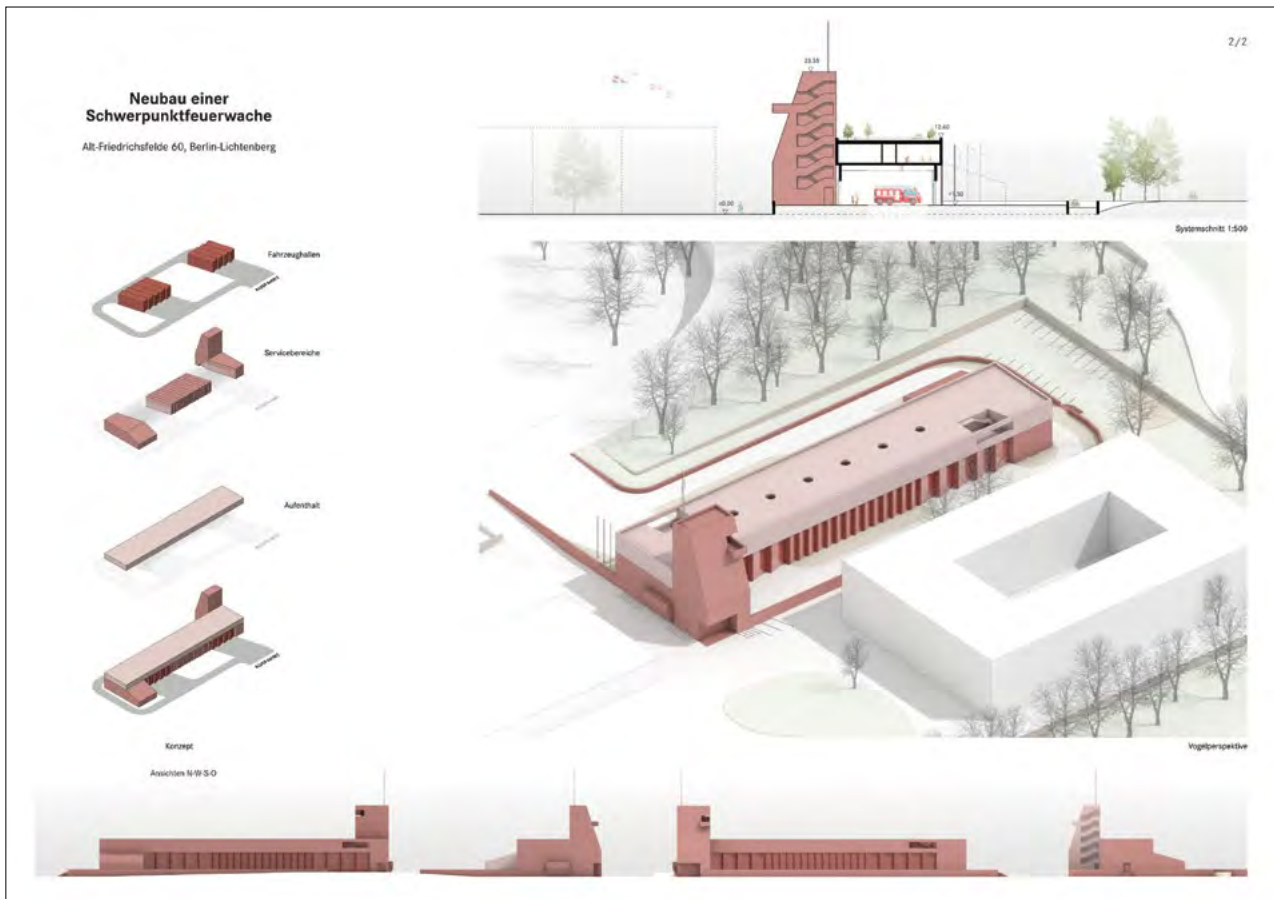 2/2
Neubau einer
Schwerpunktfeuerwache
Alt-Friedrichsfelde 60, Berlin-Lichtenberg
Systemschnitt 1:500
Fahrzeughallen
Servicebereiche
Aufenthalt
Konzept
Vogelperspektive
Ansichten N-W-S-O